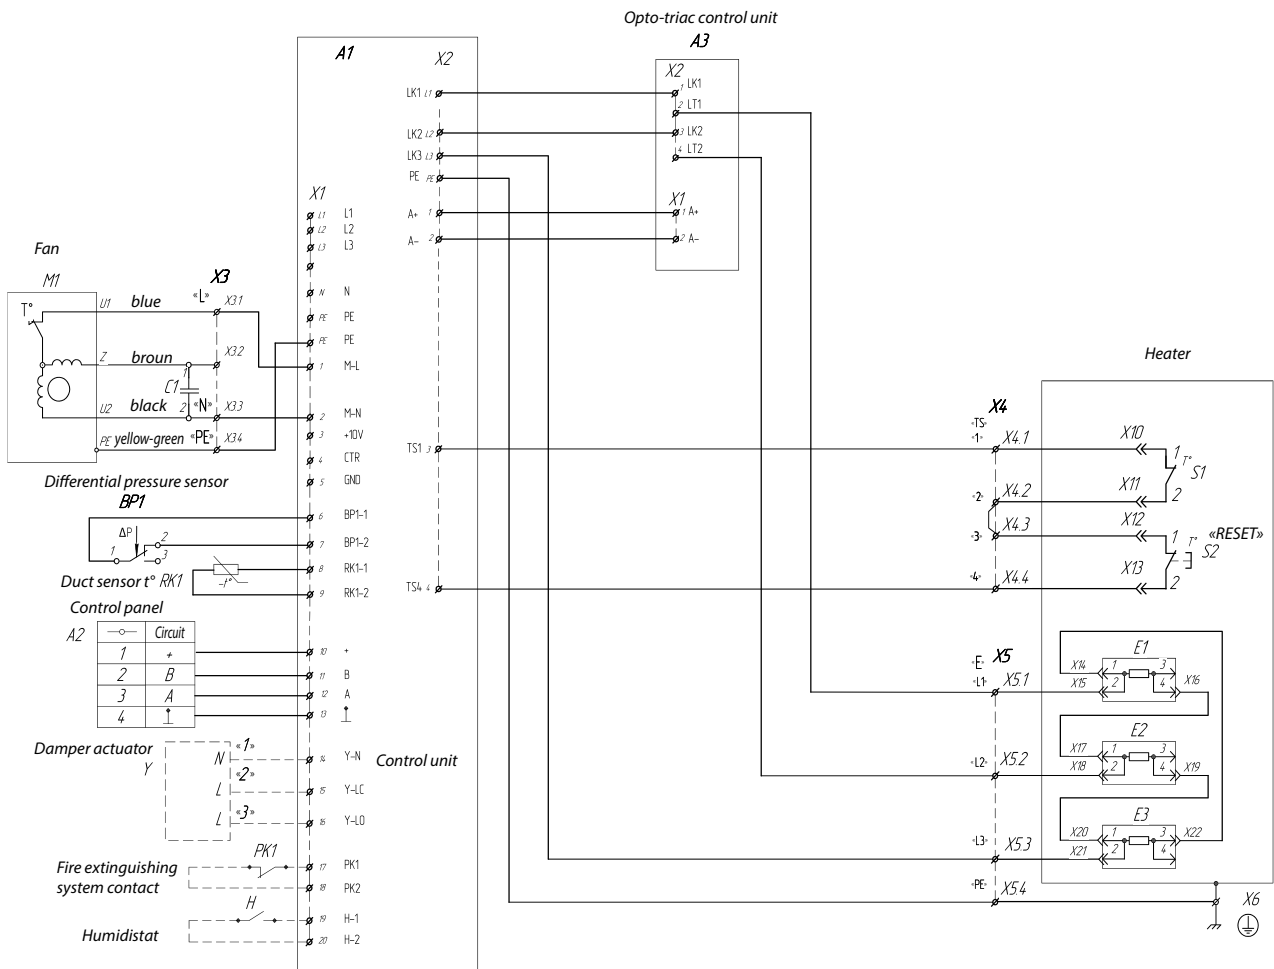 Opto-triac control unit
A3
A1
X2
X2
LK1 L1
1 LK1
2 LT1
LK2 L2
3 LK2
LK3 L3
4 LT2
PE PE
X1
X1
L1 L1
A+ 1
1 A+
L2 L2
A- 2
2 A-
L3 L3
Fan
M1
X3
N N
T°
U1
blue
«L»
X3.1
PE PE
PE PE
Z
broun
X3.2
1 M-L
1
C1
2
U2
black
«N»
X3.3
2 M-N
PE
yellow-green
«PE»
X3.4
3 +10V
4 CTR
5 GND
TS1 3
Heater
X4
«TS»
«1»
X4.1
X10
1
T°
S1
X11
2
«2»
X4.2
X12
1
T°
S2
«RESET»
«3»
X4.3
X13
2
«4»
X4.4
TS4 4
Differential pressure sensor
BP1
ΔP
1
2
3
6 BP1-1
7 BP1-2
8 RK1-1
9 RK1-2
Duct sensor t° RK1
-t°
Control panel
A2
Circuit
1 +
2 B
3 A
4 ⊥
10 +
11 B
12 A
13 ⊥
Damper actuator
Y
N
«1»
L
«2»
L
«3»
14 Y-N
15 Y-LC
16 Y-LO
Control unit
Fire extinguishing
system contact
PK1
17 PK1
18 PK2
H
Humidistat
19 H-1
20 H-2
«E»
X5
«L1»
X5.1
X14
X15
E1
1
2
3
4
X16
«L2»
X5.2
X17
X18
E2
1
2
3
4
X19
«L3»
X5.3
X20
X21
E3
1
2
3
4
X22
«PE»
X5.4
X6